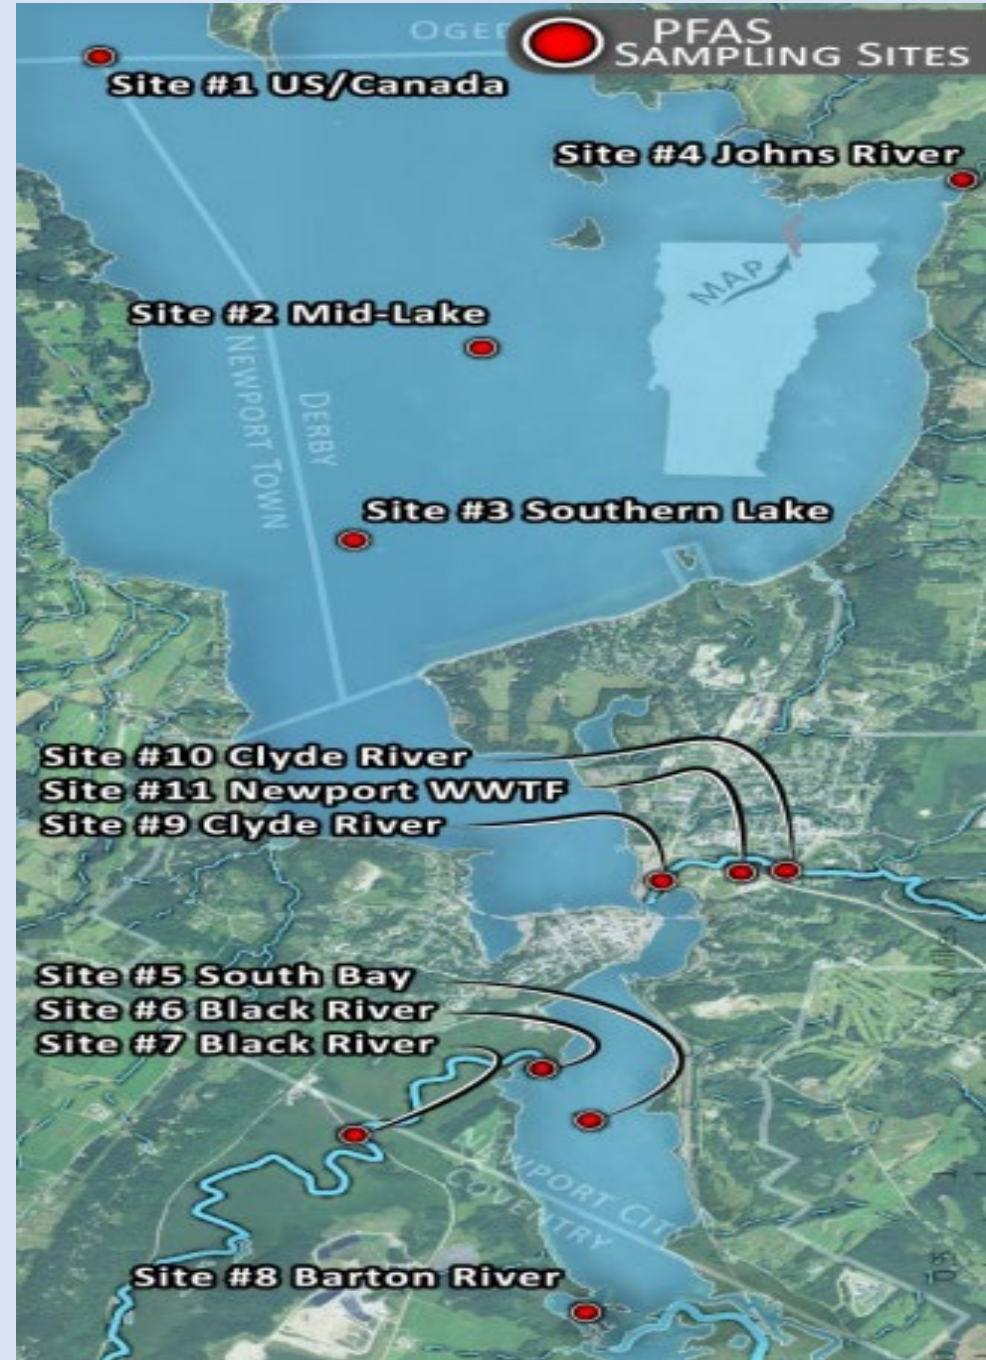 OGED
PFAS
SAMPLING SITES
Site #1 US/Canada
Site #4 Johns River
MAP
Site #2 Mid-Lake
NEWPORT TOWN
DERBY
Site #3 Southern Lake
Site #10 Clyde River
Site #11 Newport WWTF
Site #9 Clyde River
Site #5 South Bay
Site #6 Black River
Site #7 Black River
NEWPORT CITY
COVENTRY
Site #8 Barton River